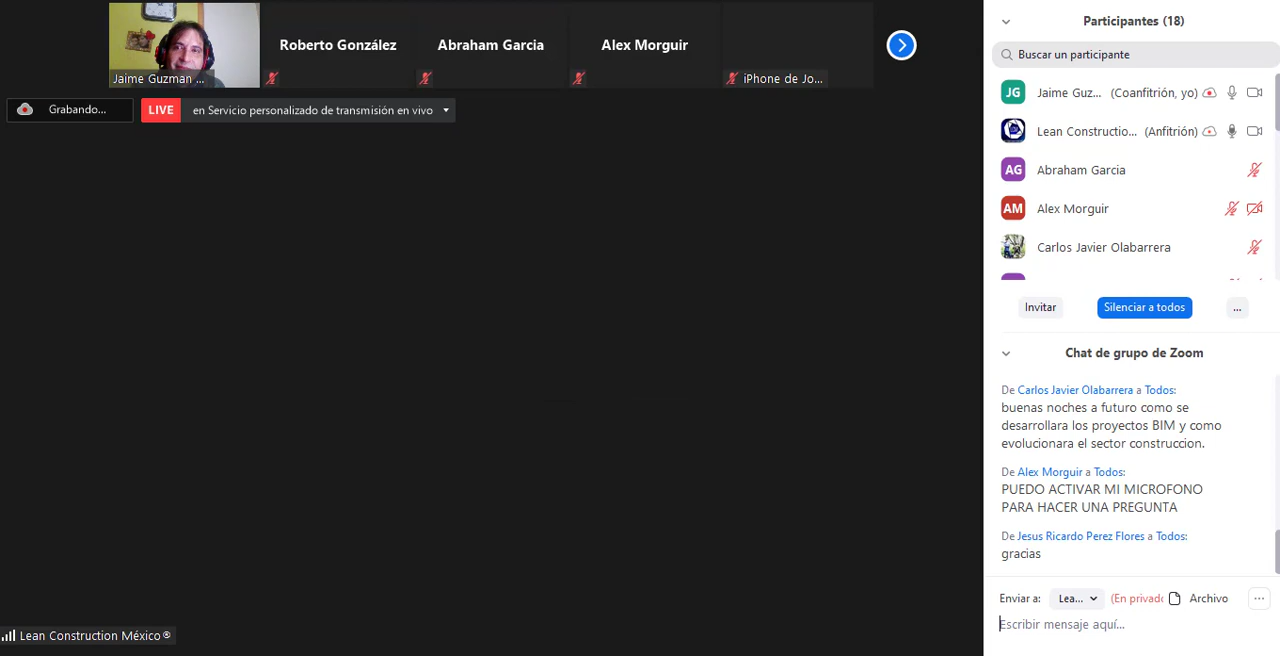 Jaime Guzman ...
Roberto González
Abraham Garcia
Alex Morguir
iPhone de Jo...
Grabando...
LIVE en Servicio personalizado de transmisión en vivo
Lean Construction México®
Participantes (18)
Buscar un participante
JG Jaime Guz... (Coanfitrión, yo)
Lean Constructio... (Anfitrión)
AG Abraham Garcia
AM Alex Morguir
Carlos Javier Olabarrera
Invitar Silenciar a todos ...
Chat de grupo de Zoom
De Carlos Javier Olabarrera a Todos:
buenas noches a futuro como se
desarrollara los proyectos BIM y como
evolucionara el sector construccion.
De Alex Morguir a Todos:
PUEDO ACTIVAR MI MICROFONO
PARA HACER UNA PREGUNTA
De Jesus Ricardo Perez Flores a Todos:
gracias
Enviar a: Lea... (En privado Archivo ...
Escribir mensaje aquí...